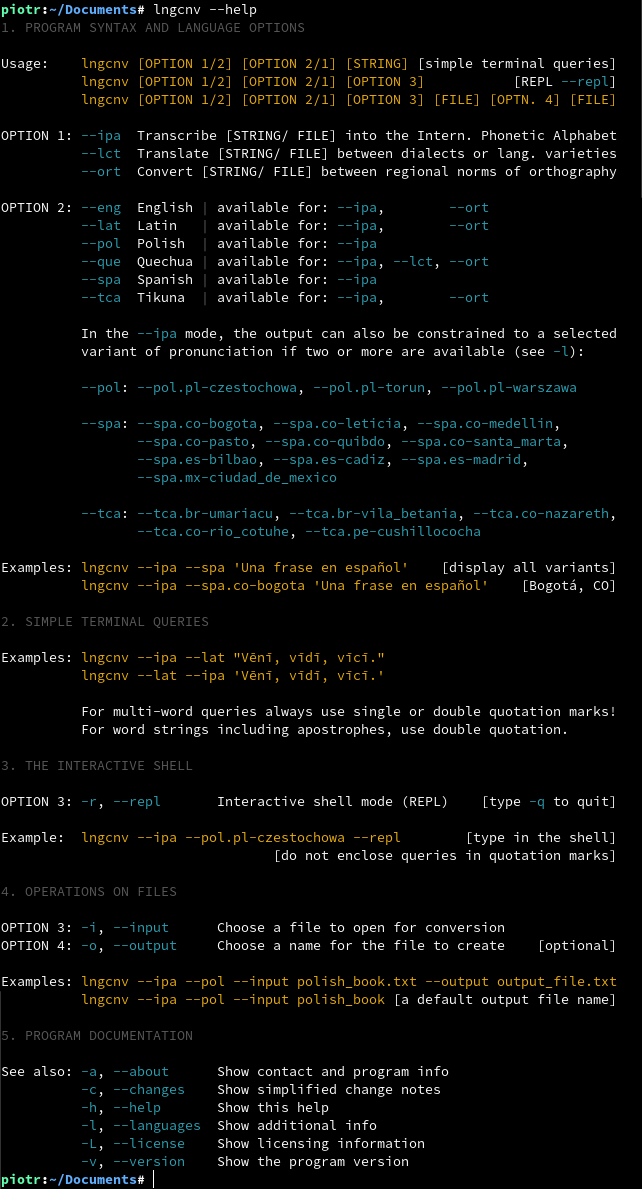 piotr:~/Documents# lngcnv --help
1. PROGRAM SYNTAX AND LANGUAGE OPTIONS
Usage:    lngcnv [OPTION 1/2] [OPTION 2/1] [STRING] [simple terminal queries]
          lngcnv [OPTION 1/2] [OPTION 2/1] [OPTION 3]           [REPL --repl]
          lngcnv [OPTION 1/2] [OPTION 2/1] [OPTION 3] [FILE] [OPTN. 4] [FILE]
OPTION 1: --ipa  Transcribe [STRING/ FILE] into the Intern. Phonetic Alphabet
          --lct  Translate [STRING/ FILE] between dialects or lang. varieties
          --ort  Convert [STRING/ FILE] between regional norms of orthography
OPTION 2: --eng  English | available for: --ipa,        --ort
          --lat  Latin   | available for: --ipa,        --ort
          --pol  Polish  | available for: --ipa
          --que  Quechua | available for: --ipa, --lct, --ort
          --spa  Spanish | available for: --ipa
          --tca  Tikuna  | available for: --ipa,        --ort
          In the --ipa mode, the output can also be constrained to a selected
          variant of pronunciation if two or more are available (see -l):
          --pol: --pol.pl-czestochowa, --pol.pl-torun, --pol.pl-warszawa
          --spa: --spa.co-bogota, --spa.co-leticia, --spa.co-medellin,
                 --spa.co-pasto, --spa.co-quibdo, --spa.co-santa_marta,
                 --spa.es-bilbao, --spa.es-cadiz, --spa.es-madrid,
                 --spa.mx-ciudad_de_mexico
          --tca: --tca.br-umariacu, --tca.br-vila_betania, --tca.co-nazareth,
                 --tca.co-rio_cotuhe, --tca.pe-cushillococha
Examples: lngcnv --ipa --spa 'Una frase en español'    [display all variants]
          lngcnv --ipa --spa.co-bogota 'Una frase en español'    [Bogotá, CO]
2. SIMPLE TERMINAL QUERIES
Examples: lngcnv --ipa --lat "Vēnī, vīdī, vīcī."
          lngcnv --lat --ipa 'Vēnī, vīdī, vīcī.'
          For multi-word queries always use single or double quotation marks!
          For word strings including apostrophes, use double quotation.
3. THE INTERACTIVE SHELL
OPTION 3: -r, --repl       Interactive shell mode (REPL)    [type -q to quit]
Example:  lngcnv --ipa --pol.pl-czestochowa --repl        [type in the shell]
                                  [do not enclose queries in quotation marks]
4. OPERATIONS ON FILES
OPTION 3: -i, --input      Choose a file to open for conversion
OPTION 4: -o, --output     Choose a name for the file to create    [optional]
Examples: lngcnv --ipa --pol --input polish_book.txt --output output_file.txt
          lngcnv --ipa --pol --input polish_book [a default output file name]
5. PROGRAM DOCUMENTATION
See also: -a, --about      Show contact and program info
          -c, --changes    Show simplified change notes
          -h, --help       Show this help
          -l, --languages  Show additional info
          -L, --license    Show licensing information
          -v, --version    Show the program version
piotr:~/Documents#